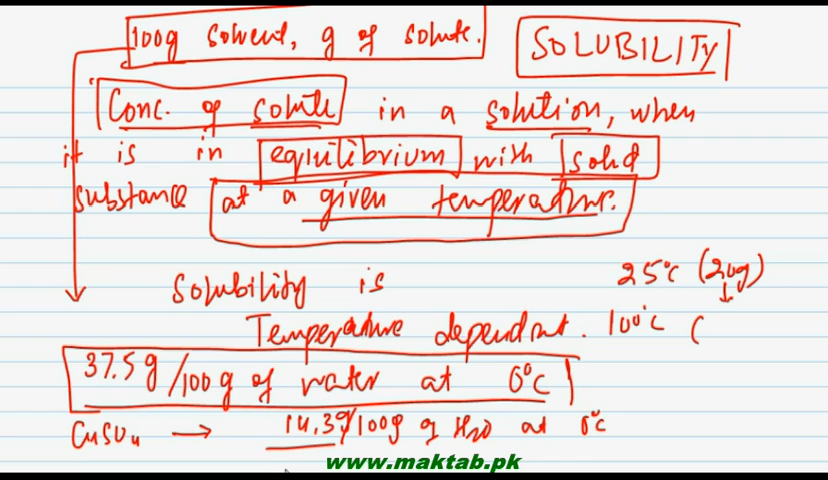 100g solvent, g of solute.
SOLUBILITY
Conc. of solute in a solution, when
it is in equilibrium with solid
substance at a given temperature.
Solubility is
25°C (20g)
Temperature dependent. 100°C (
37.5g/100g of water at 0°C
CuSO4 → 14.3g/100g of H2O at 0°C
www.maktab.pk